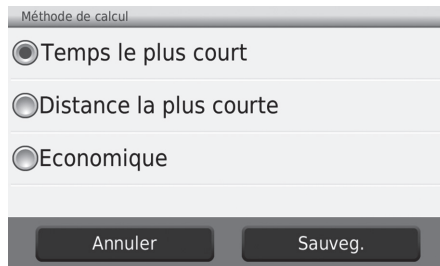 Méthode de calcul
Temps le plus court
Distance la plus courte
Economique
Annuler Sauveg.